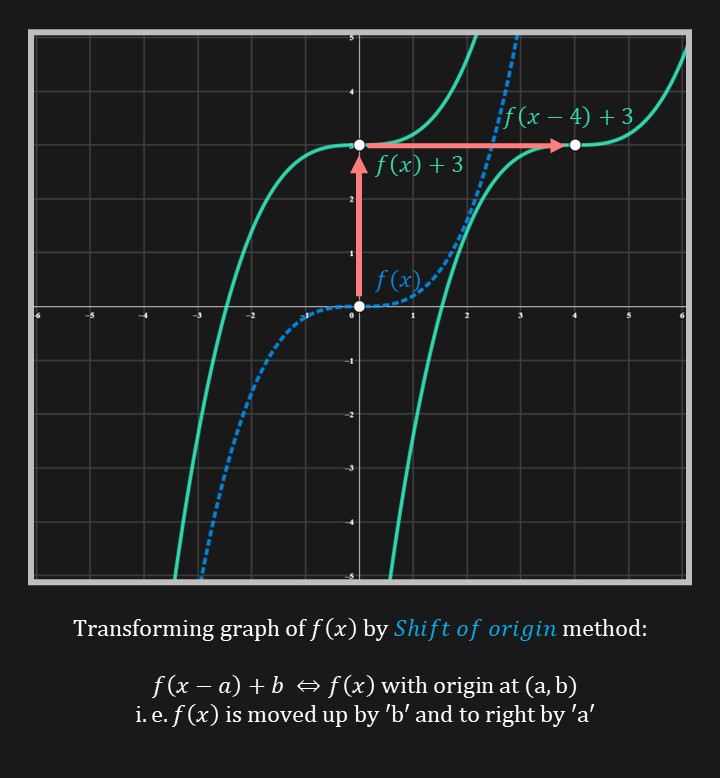 5
4
f(x − 4) + 3
3
f(x) + 3
2
1
f(x)
-6 -5 -4 -3 -2 -1 0 1 2 3 4 5 6
-1
-2
-3
-4
-5
Transforming graph of f(x) by Shift of origin method:
f(x − a) + b ⇔ f(x) with origin at (a, b)
i. e. f(x) is moved up by ′b′ and to right by ′a′